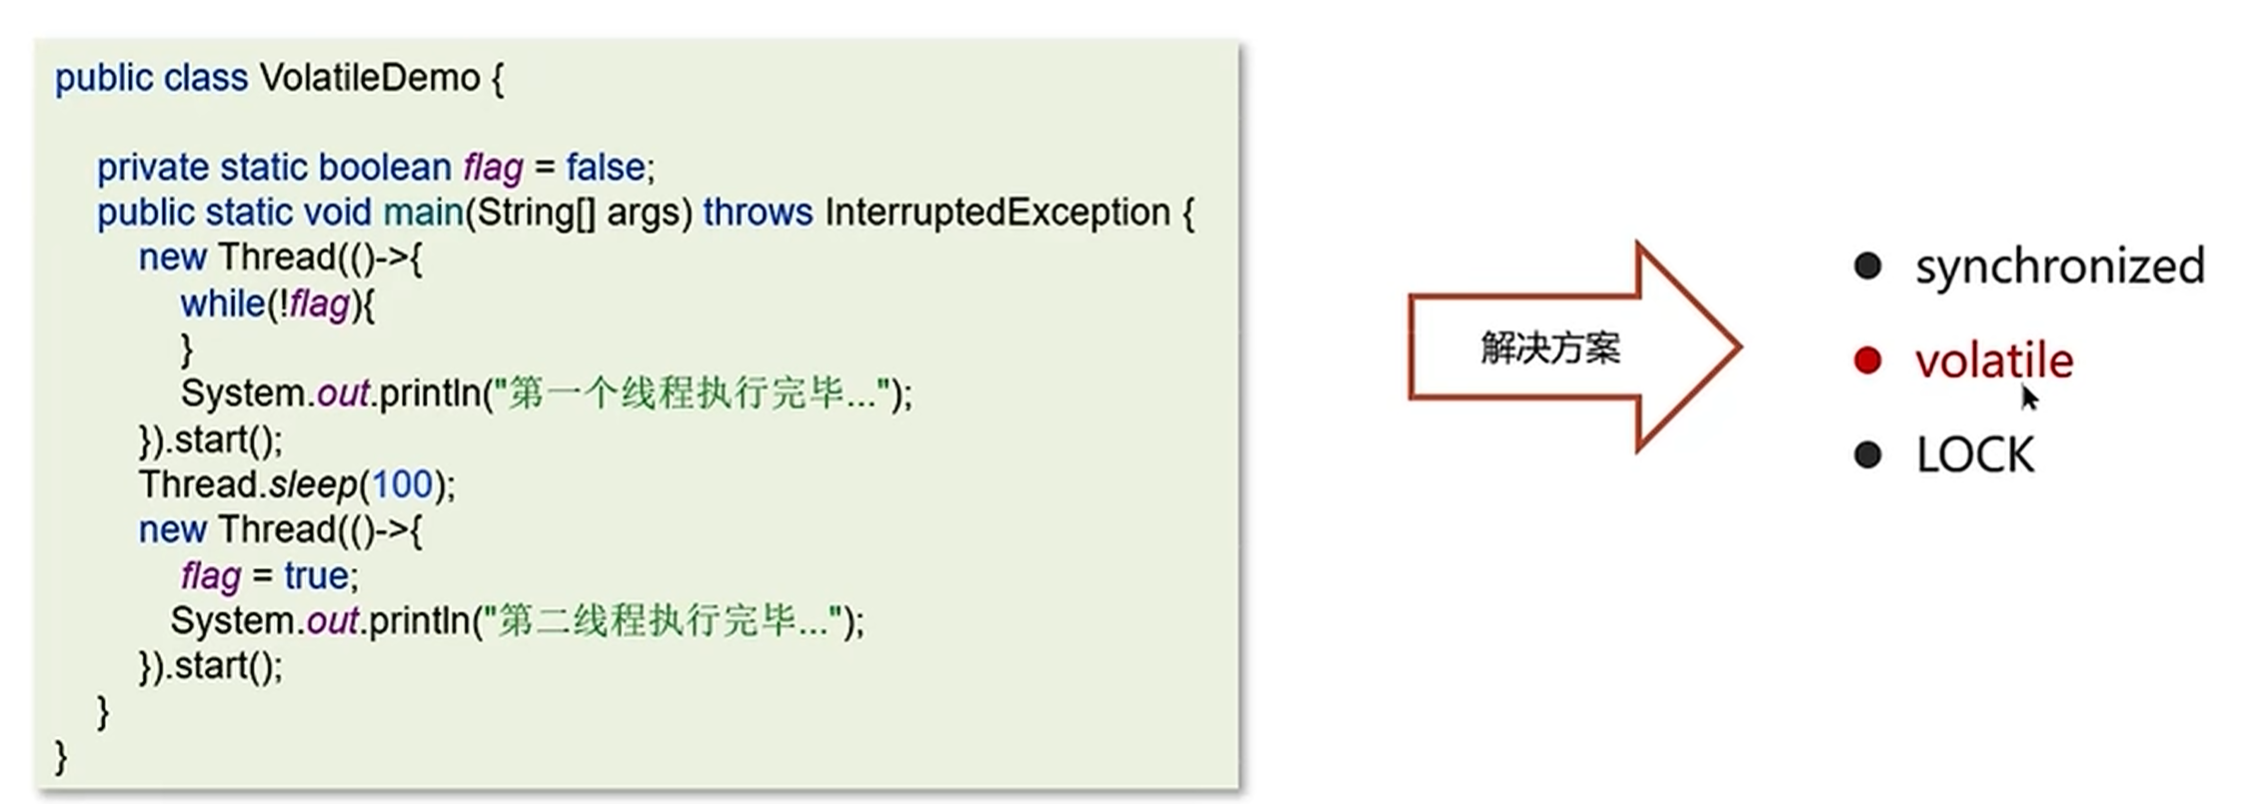 public class VolatileDemo {
private static boolean flag = false;
public static void main(String[] args) throws InterruptedException {
new Thread(()->{
while(!flag){
}
System.out.println("第一个线程执行完毕...");
}).start();
Thread.sleep(100);
new Thread(()->{
flag = true;
System.out.println("第二线程执行完毕...");
}).start();
}
}
解决方案
● synchronized
● volatile
● LOCK